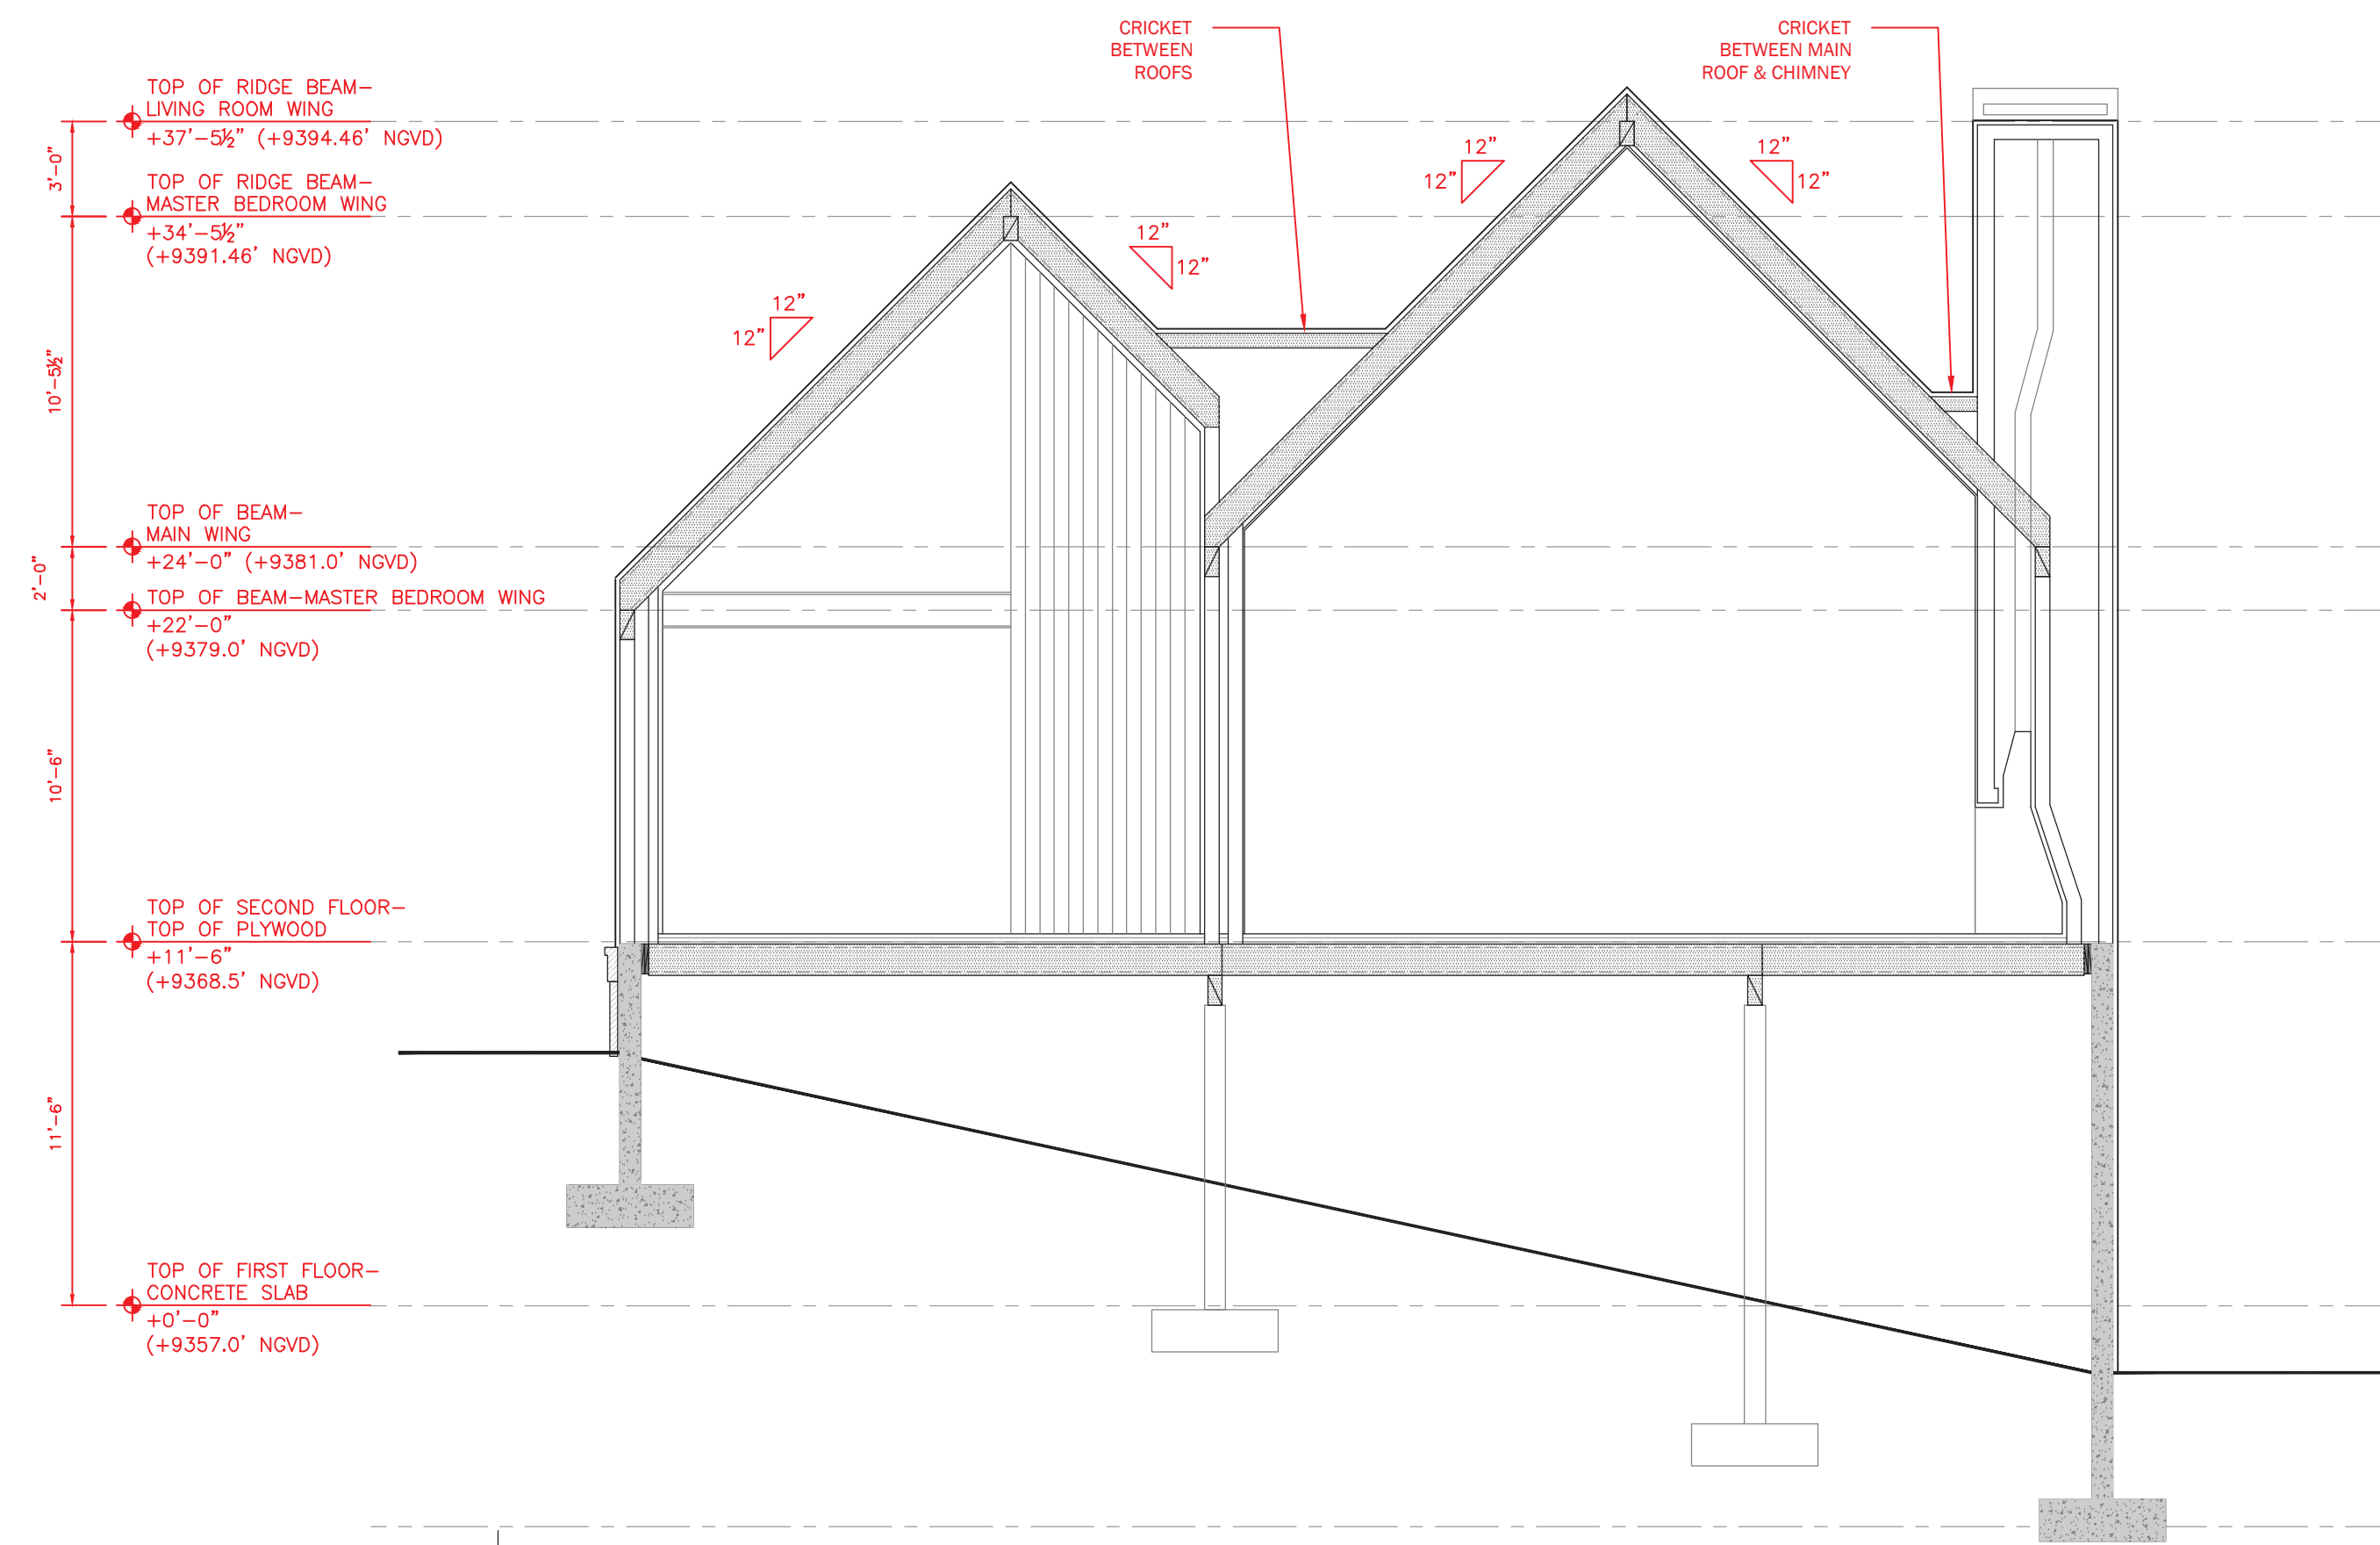 CRICKET
BETWEEN
ROOFS
CRICKET
BETWEEN MAIN
ROOF & CHIMNEY
TOP OF RIDGE BEAM-
LIVING ROOM WING
+37'-5½" (+9394.46' NGVD)
3'-0"
TOP OF RIDGE BEAM-
MASTER BEDROOM WING
+34'-5½"
(+9391.46' NGVD)
12"
12"
12"
12"
12"
12"
12"
12"
10'-5½"
TOP OF BEAM-
MAIN WING
+24'-0" (+9381.0' NGVD)
2'-0"
TOP OF BEAM-MASTER BEDROOM WING
+22'-0"
(+9379.0' NGVD)
10'-6"
TOP OF SECOND FLOOR-
TOP OF PLYWOOD
+11'-6"
(+9368.5' NGVD)
11'-6"
TOP OF FIRST FLOOR-
CONCRETE SLAB
+0'-0"
(+9357.0' NGVD)